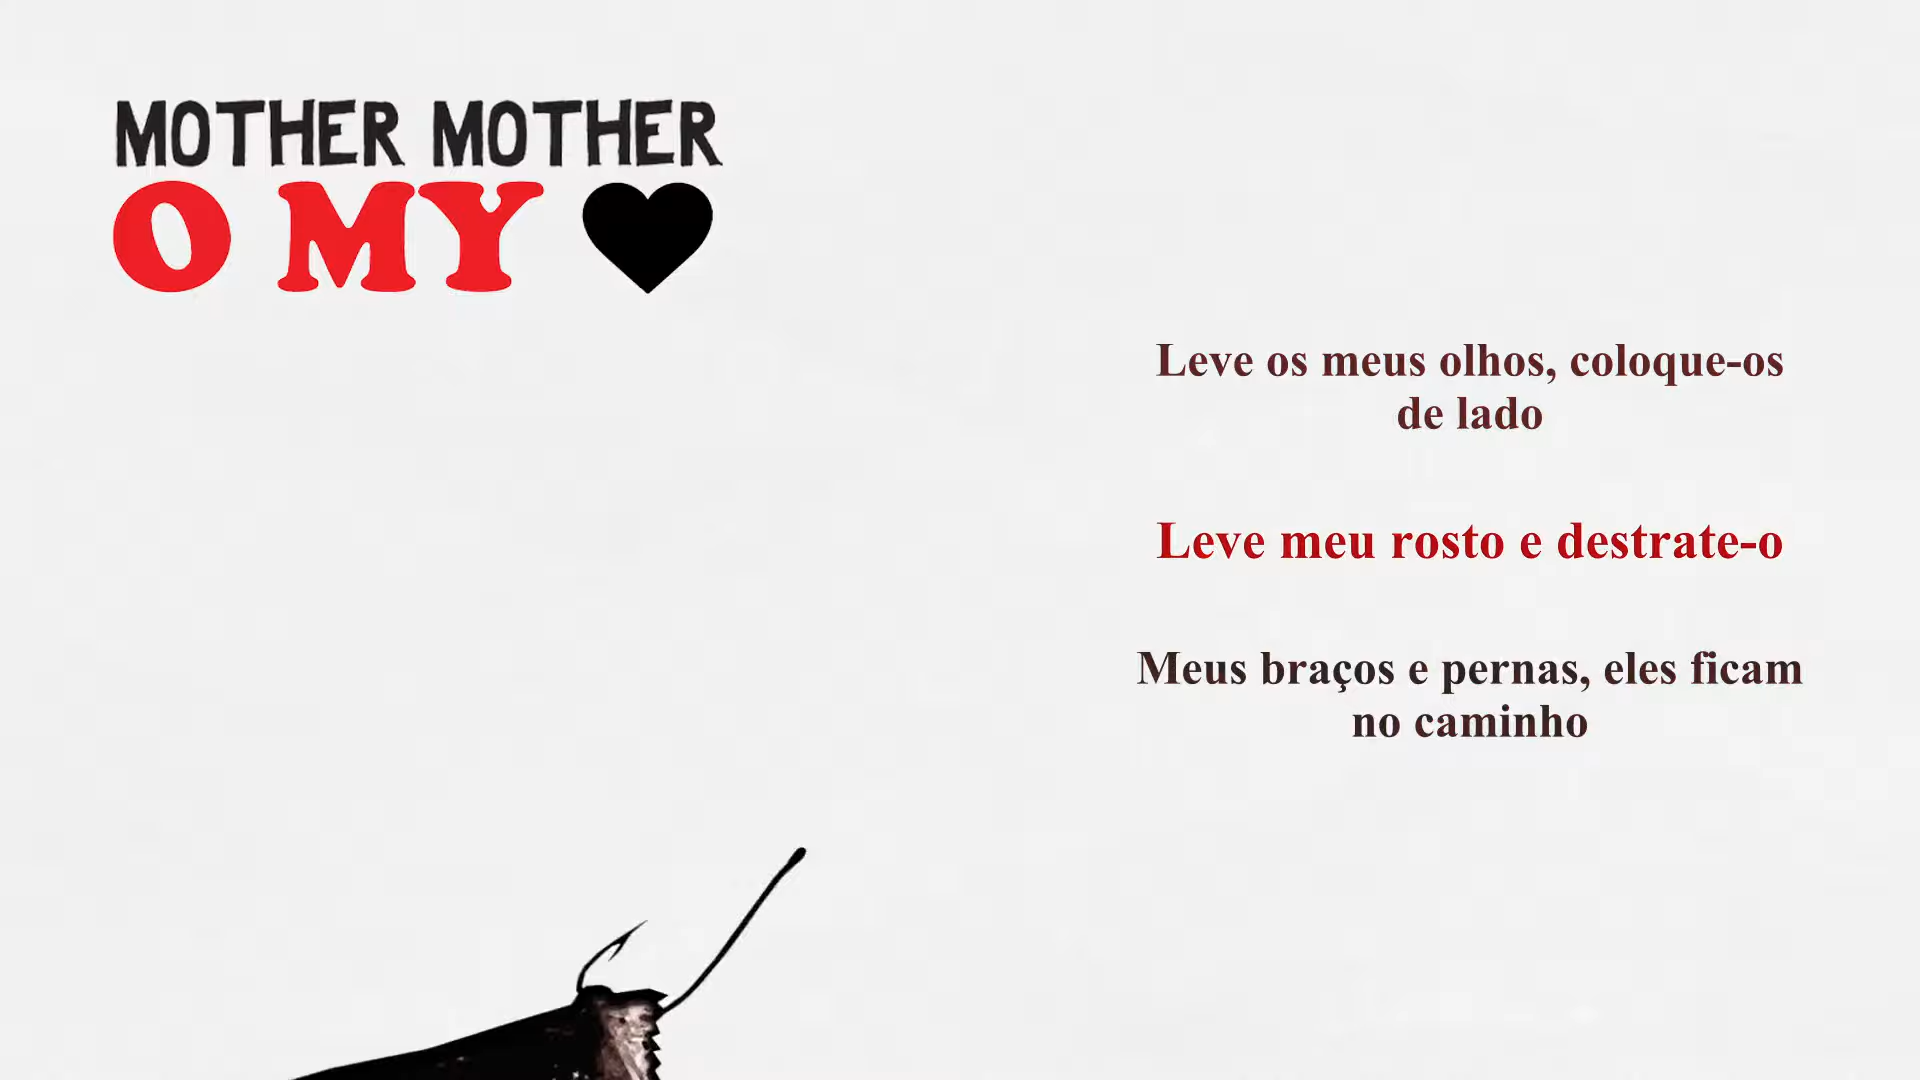 MOTHER MOTHER
O MY
Leve os meus olhos, coloque-os
de lado
Leve meu rosto e destrate-o
Meus braços e pernas, eles ficam
no caminho